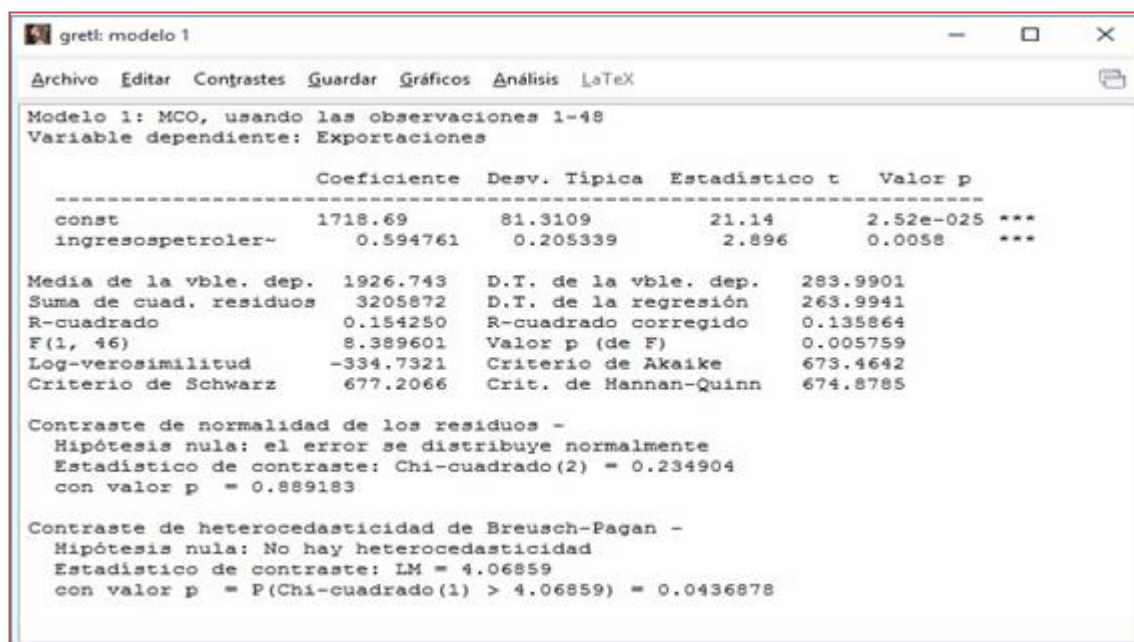 gretl: modelo 1
Archivo Editar Contrastes Guardar Gráficos Análisis LaTeX
Modelo 1: MCO, usando las observaciones 1-48
Variable dependiente: Exportaciones
Coeficiente Desv. Típica Estadístico t Valor p
const 1718.69 81.3109 21.14 2.52e-025 ***
ingresospetroler~ 0.594761 0.205339 2.896 0.0058 ***
Media de la vble. dep. 1926.743 D.T. de la vble. dep. 283.9901
Suma de cuad. residuos 3205872 D.T. de la regresión 263.9941
R-cuadrado 0.154250 R-cuadrado corregido 0.135864
F(1, 46) 8.389601 Valor p (de F) 0.005759
Log-verosimilitud -334.7321 Criterio de Akaike 673.4642
Criterio de Schwarz 677.2066 Crit. de Hannan-Quinn 674.8785
Contraste de normalidad de los residuos -
Hipótesis nula: el error se distribuye normalmente
Estadístico de contraste: Chi-cuadrado(2) = 0.234904
con valor p = 0.889183
Contraste de heterocedasticidad de Breusch-Pagan -
Hipótesis nula: No hay heterocedasticidad
Estadístico de contraste: LM = 4.06859
con valor p = P(Chi-cuadrado(1) > 4.06859) = 0.0436878